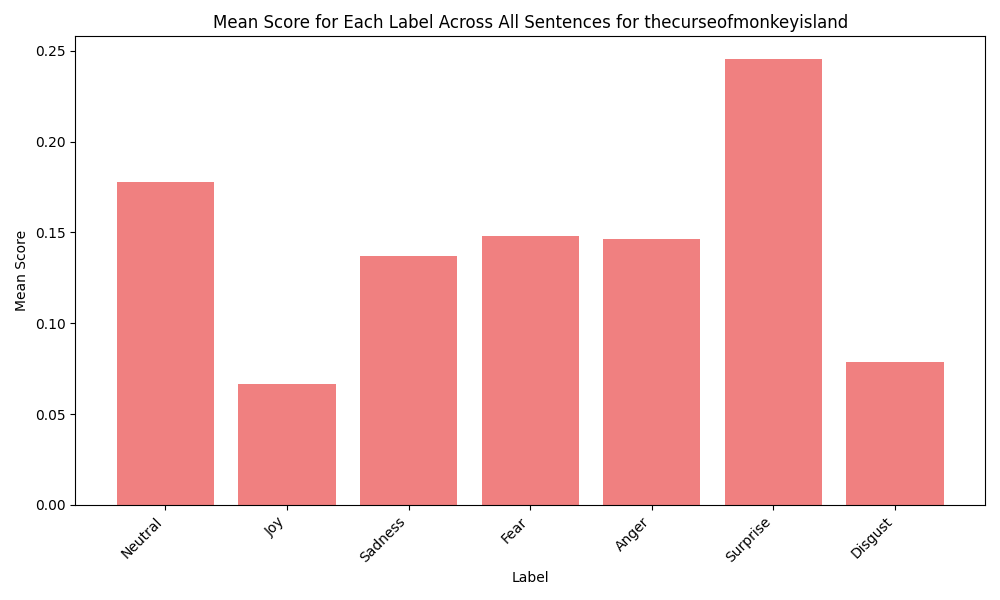 Mean Score for Each Label Across All Sentences for thecurseofmonkeyisland
Mean Score
0.25
0.20
0.15
0.10
0.05
0.00
Neutral
Joy
Sadness
Fear
Anger
Surprise
Disgust
Label